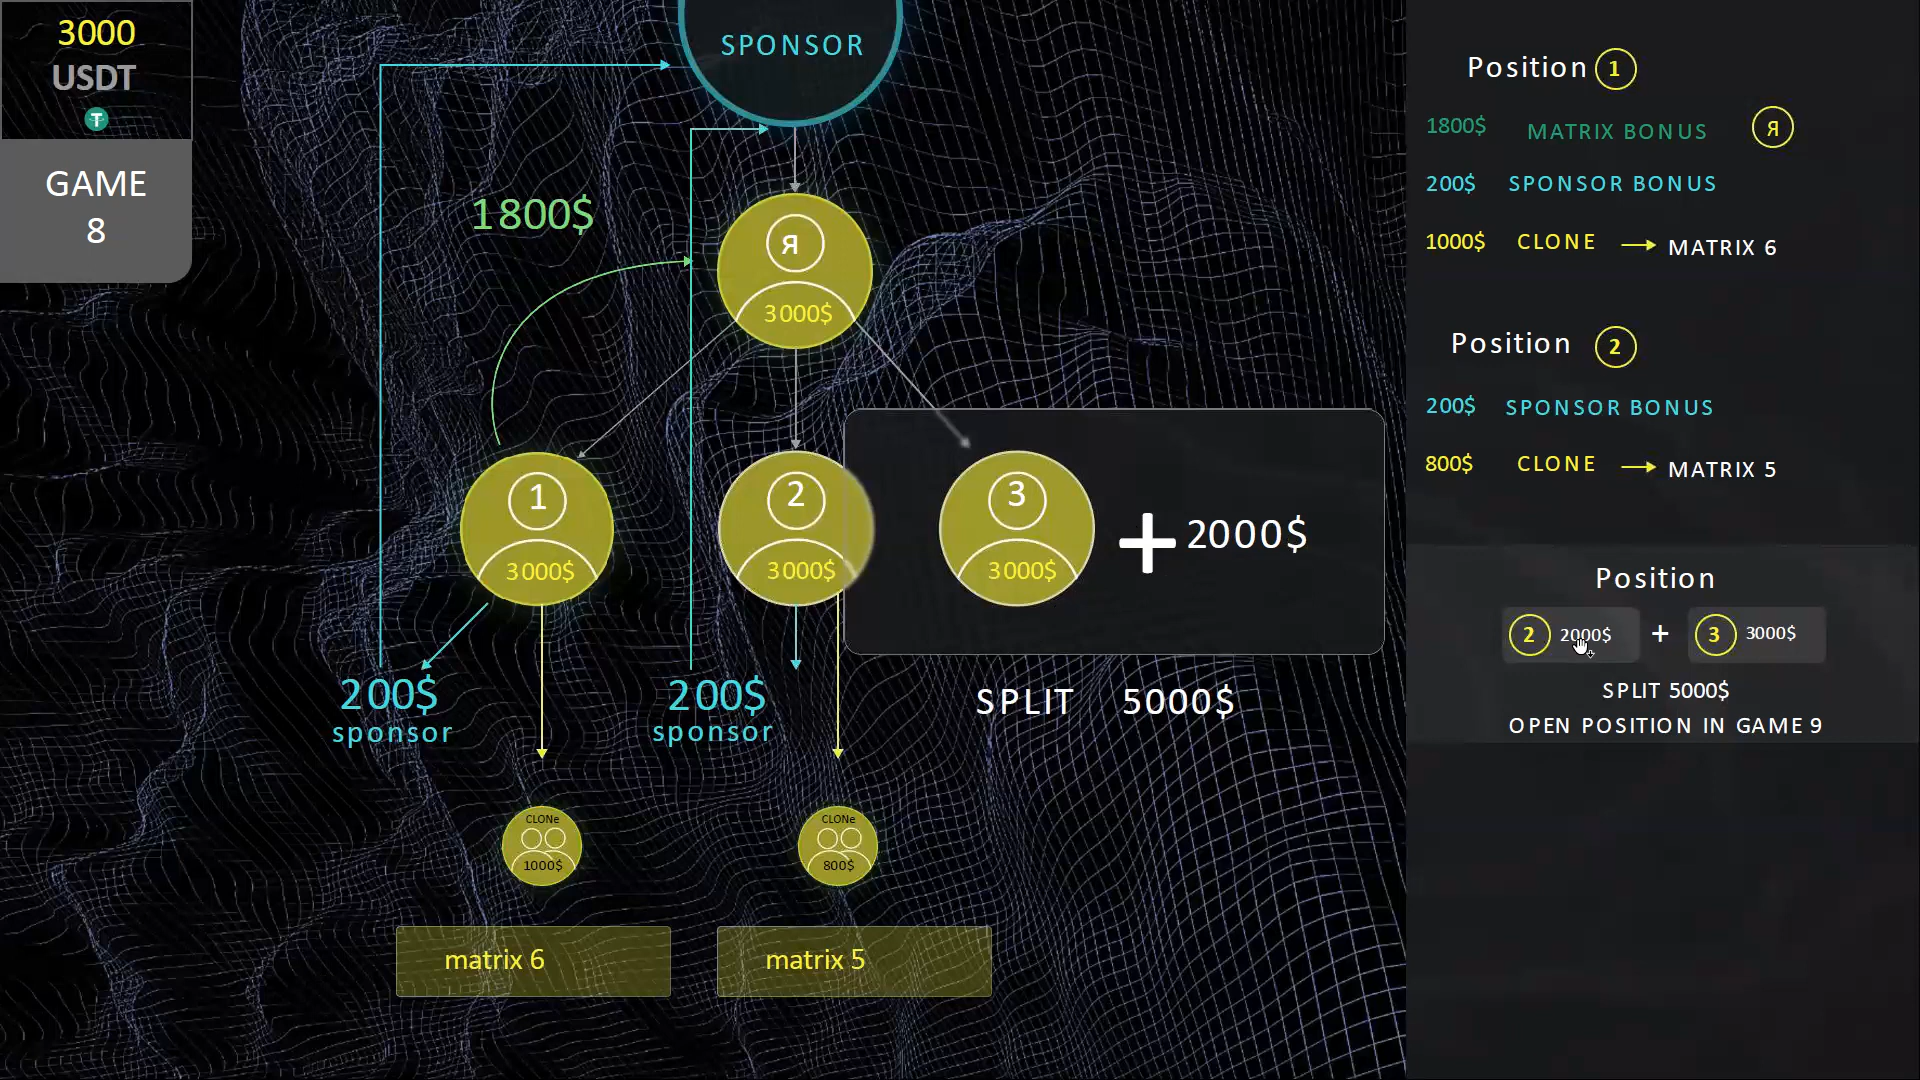 3000
USDT
GAME
8
SPONSOR
1800$
Я
3000$
1
3000$
2
3000$
3
3000$
+ 2000$
200$
sponsor
200$
sponsor
SPLIT 5000$
CLONe
1000$
CLONe
800$
matrix 6
matrix 5
Position 1
1800$ MATRIX BONUS Я
200$ SPONSOR BONUS
1000$ CLONE → MATRIX 6
Position 2
200$ SPONSOR BONUS
800$ CLONE → MATRIX 5
Position
2 2000$ + 3 3000$
SPLIT 5000$
OPEN POSITION IN GAME 9